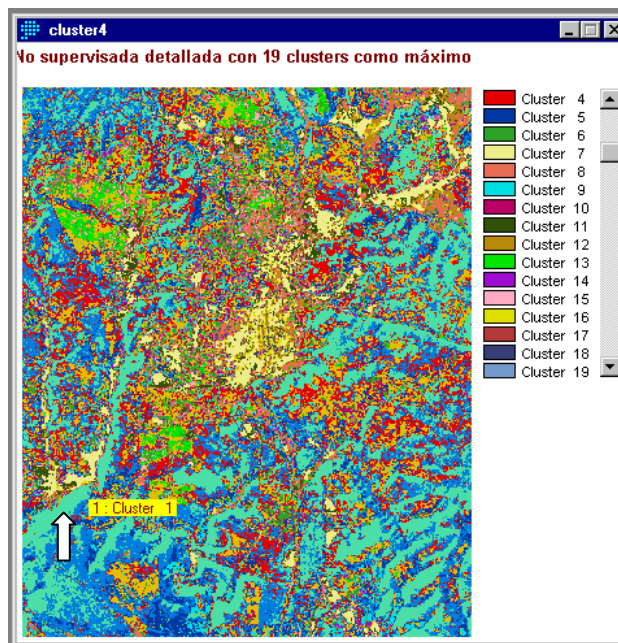 cluster4
No supervisada detallada con 19 clusters como máximo
Cluster 4
Cluster 5
Cluster 6
Cluster 7
Cluster 8
Cluster 9
Cluster 10
Cluster 11
Cluster 12
Cluster 13
Cluster 14
Cluster 15
Cluster 16
Cluster 17
Cluster 18
Cluster 19
1 : Cluster 1